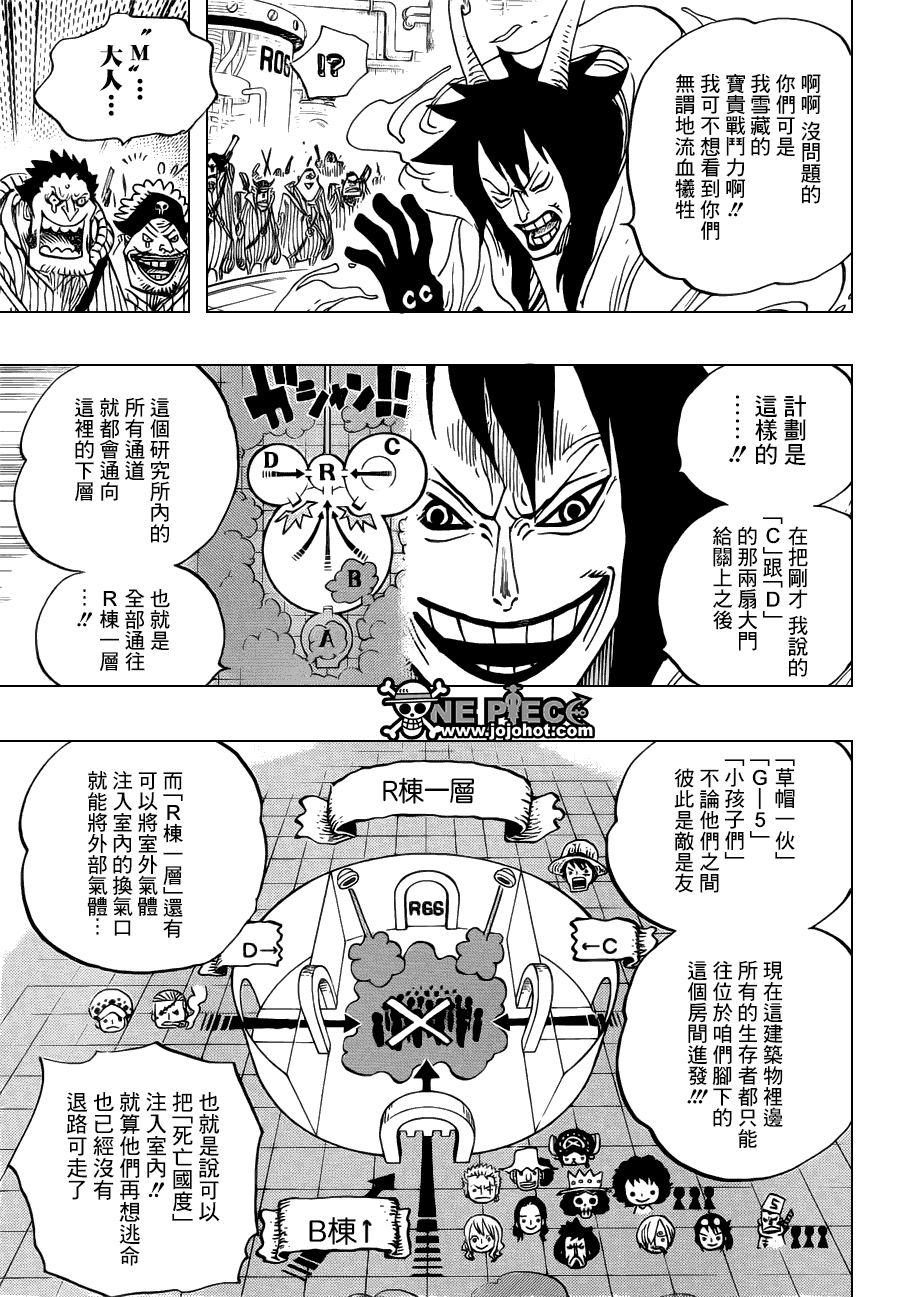 啊啊 沒問題的
你們可是
我雪藏的
寶貴戰鬥力啊!!
我可不想看到你們
無謂地流血犧牲
!?
R06
“M”…
大人…
計劃是
這樣的
……!!
在把剛才 我說的
「C」跟「D」
的那兩扇大門
給關上之後
ガシャン!!
D
R
C
B
A
這個研究所內的
所有通道
就都會通向
這裡的下層
也就是
全部通往
R棟一層
…!!
ONE PIECE
www.jojohot.com
「草帽一伙」
「G—5」
「小孩子們」
不論他們之間
彼此是敵是友
現在這建築物裡邊
所有的生存者都只能
往位於咱們腳下的
這個房間進發!!!
R棟一層
R66
D→
←C
B棟↑
S
而「R棟一層」還有
可以將室外氣體
注入室內的換氣口
就能將外部氣體…
也就是說可以
把「死亡國度」
注入室內!!
就算他們再想逃命
也已經沒有
退路可走了